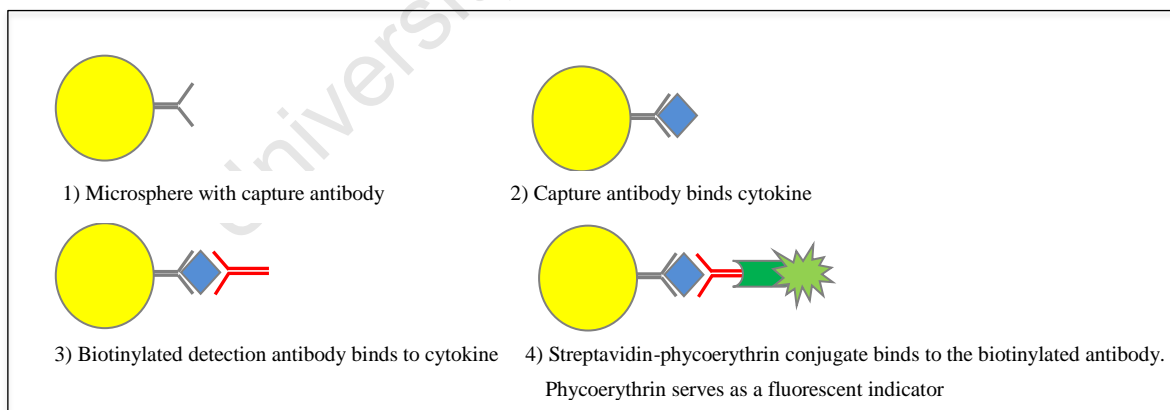 Universi
1) Microsphere with capture antibody
2) Capture antibody binds cytokine
3) Biotinylated detection antibody binds to cytokine
4) Streptavidin-phycoerythrin conjugate binds to the biotinylated antibody.
Phycoerythrin serves as a fluorescent indicator